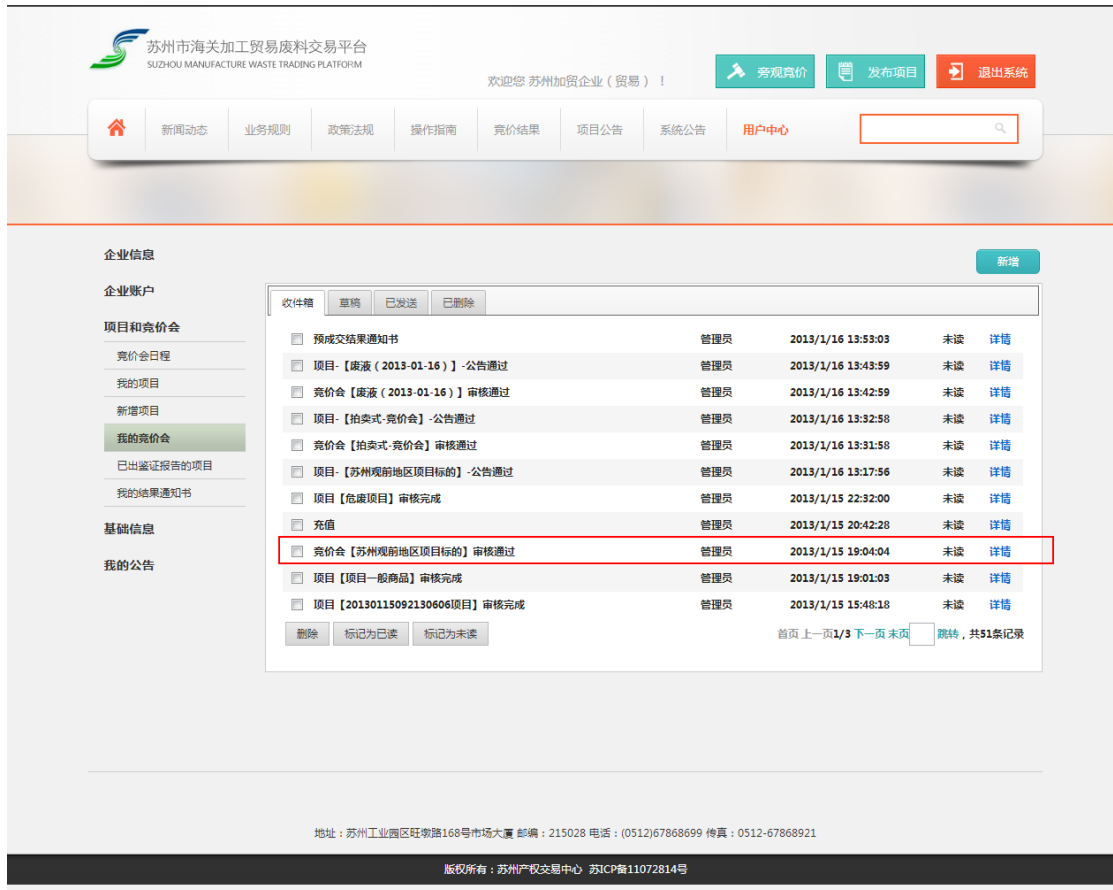 苏州市海关加工贸易废料交易平台
SUZHOU MANUFACTURE WASTE TRADING PLATFORM
欢迎您 苏州加贸企业（贸易）！
旁观竞价 发布项目 退出系统
新闻动态 业务规则 政策法规 操作指南 竞价结果 项目公告 系统公告 用户中心
企业信息
新增
企业账户
收件箱 草稿 已发送 已删除
项目和竞价会
竞价会日程
我的项目
新增项目
我的竞价会
已出鉴证报告的项目
我的结果通知书
基础信息
我的公告
预成交结果通知书 管理员 2013/1/16 13:53:03 未读 详情
项目-【废液（2013-01-16）】-公告通过 管理员 2013/1/16 13:43:59 未读 详情
竞价会【废液（2013-01-16）】审核通过 管理员 2013/1/16 13:42:59 未读 详情
项目-【拍卖式-竞价会】-公告通过 管理员 2013/1/16 13:32:58 未读 详情
竞价会【拍卖式-竞价会】审核通过 管理员 2013/1/16 13:31:58 未读 详情
项目-【苏州观前地区项目标的】-公告通过 管理员 2013/1/16 13:17:56 未读 详情
项目【危废项目】审核完成 管理员 2013/1/15 22:32:00 未读 详情
充值 管理员 2013/1/15 20:42:28 未读 详情
竞价会【苏州观前地区项目标的】审核通过 管理员 2013/1/15 19:04:04 未读 详情
项目【项目一般商品】审核完成 管理员 2013/1/15 19:01:03 未读 详情
项目【20130115092130606项目】审核完成 管理员 2013/1/15 15:48:18 未读 详情
删除 标记为已读 标记为未读 首页 上一页1/3 下一页 末页 跳转，共51条记录
地址：苏州工业园区旺墩路168号市场大厦 邮编：215028 电话：(0512)67868699 传真：0512-67868921
版权所有：苏州产权交易中心 苏ICP备11072814号